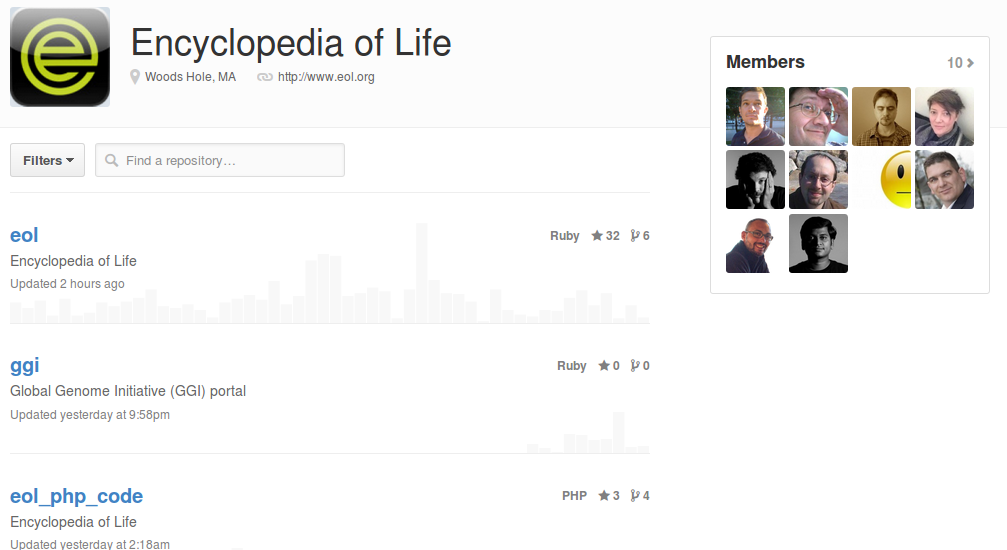 Encyclopedia of Life
Woods Hole, MA http://www.eol.org
Members 10
Filters Find a repository…
eol Ruby 32 6
Encyclopedia of Life
Updated 2 hours ago
ggi Ruby 0 0
Global Genome Initiative (GGI) portal
Updated yesterday at 9:58pm
eol_php_code PHP 3 4
Encyclopedia of Life
Updated yesterday at 2:18am